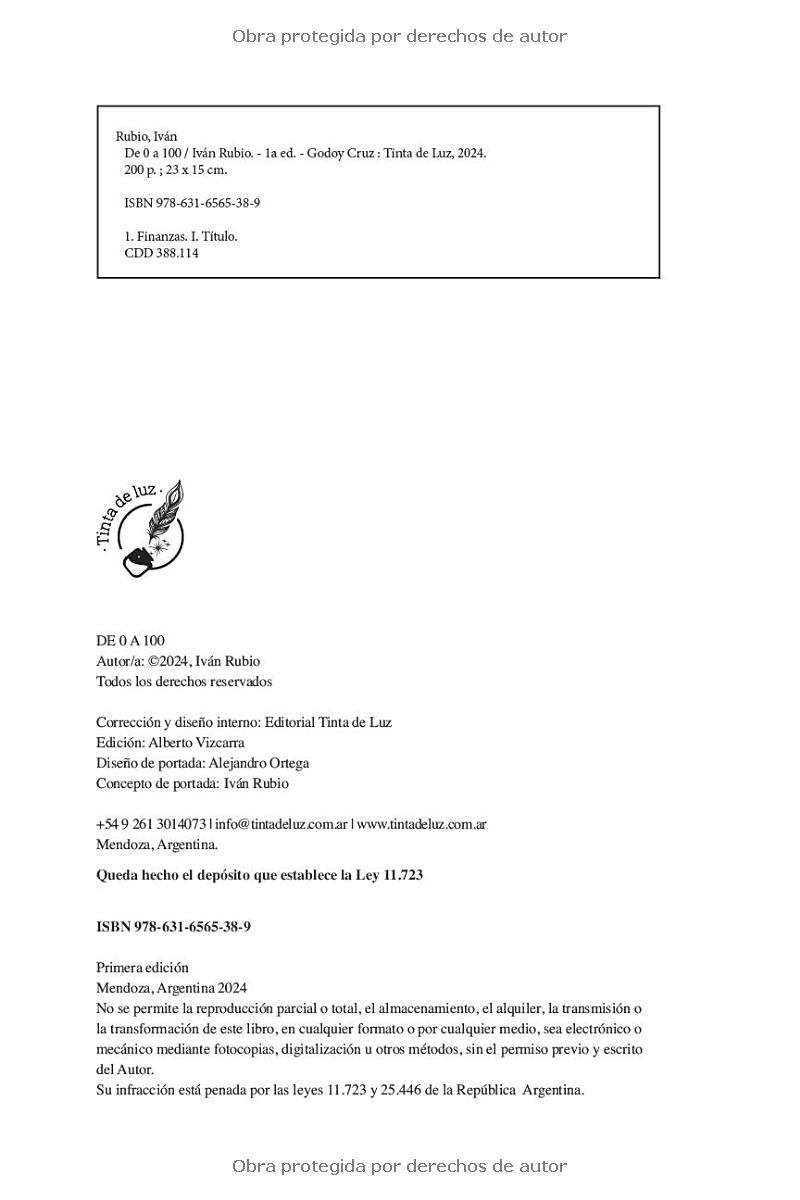 Obra protegida por derechos de autor
Rubio, Iván
De 0 a 100 / Iván Rubio. - 1a ed. - Godoy Cruz : Tinta de Luz, 2024.
200 p. ; 23 x 15 cm.
ISBN 978-631-6565-38-9
1. Finanzas. I. Título.
CDD 388.114
· Tinta de luz ·
DE 0 A 100
Autor/a: ©2024, Iván Rubio
Todos los derechos reservados
Corrección y diseño interno: Editorial Tinta de Luz
Edición: Alberto Vizcarra
Diseño de portada: Alejandro Ortega
Concepto de portada: Iván Rubio
+54 9 261 3014073 | info@tintadeluz.com.ar | www.tintadeluz.com.ar
Mendoza, Argentina.
Queda hecho el depósito que establece la Ley 11.723
ISBN 978-631-6565-38-9
Primera edición
Mendoza, Argentina 2024
No se permite la reproducción parcial o total, el almacenamiento, el alquiler, la transmisión o
la transformación de este libro, en cualquier formato o por cualquier medio, sea electrónico o
mecánico mediante fotocopias, digitalización u otros métodos, sin el permiso previo y escrito
del Autor.
Su infracción está penada por las leyes 11.723 y 25.446 de la República Argentina.
Obra protegida por derechos de autor